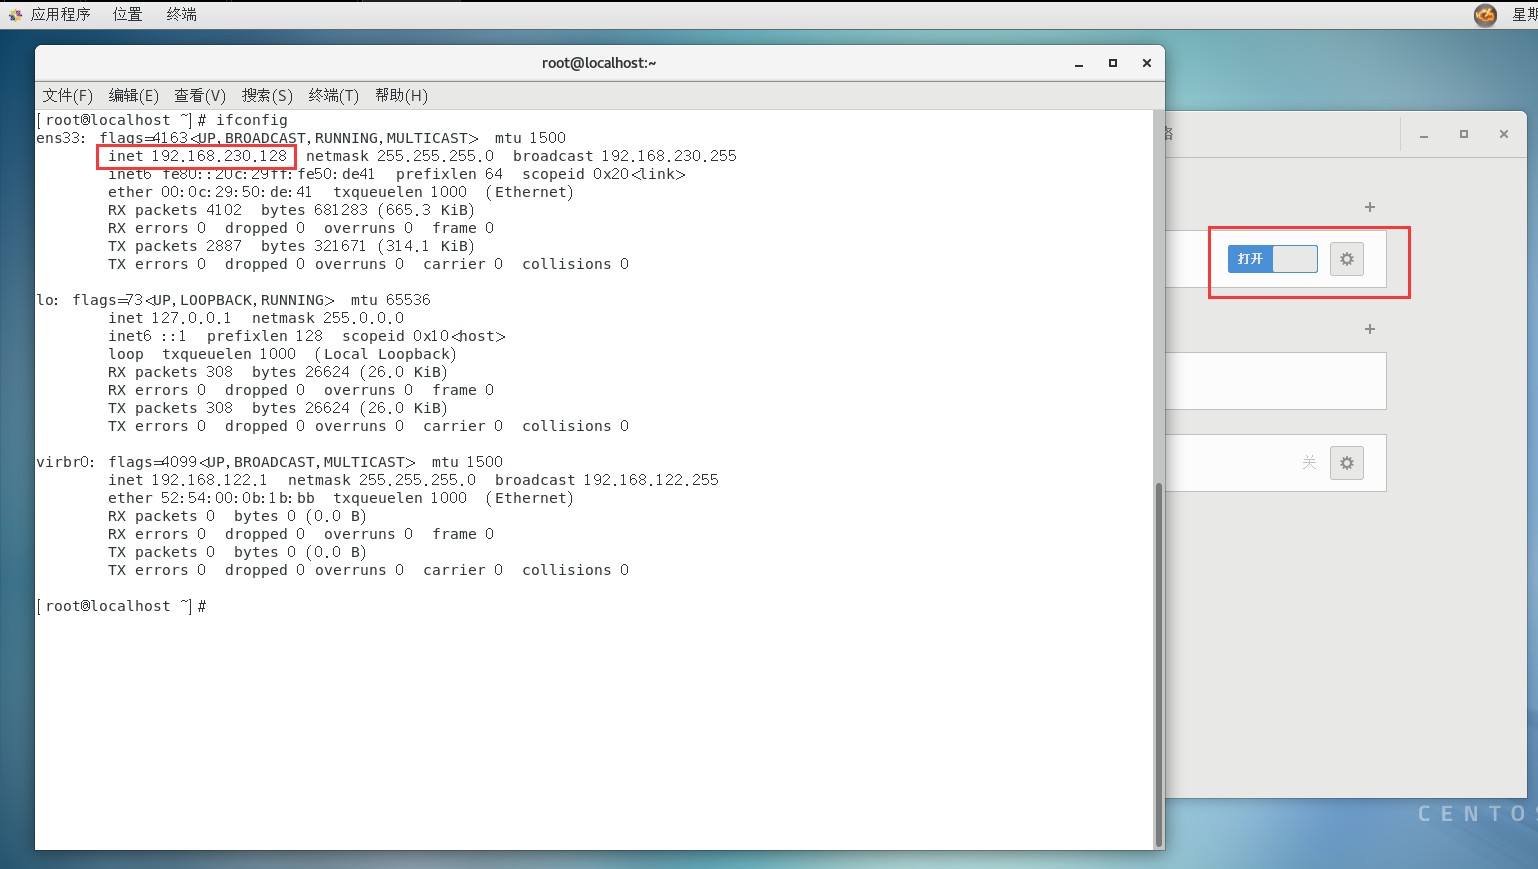 应用程序 位置 终端
root@localhost:~
文件(F) 编辑(E) 查看(V) 搜索(S) 终端(T) 帮助(H)
[root@localhost ~]# ifconfig
ens33: flags=4163<UP,BROADCAST,RUNNING,MULTICAST>  mtu 1500
        inet 192.168.230.128  netmask 255.255.255.0  broadcast 192.168.230.255
        inet6 fe80::20c:29ff:fe50:de41  prefixlen 64  scopeid 0x20<link>
        ether 00:0c:29:50:de:41  txqueuelen 1000  (Ethernet)
        RX packets 4102  bytes 681283 (665.3 KiB)
        RX errors 0  dropped 0  overruns 0  frame 0
        TX packets 2887  bytes 321671 (314.1 KiB)
        TX errors 0  dropped 0 overruns 0  carrier 0  collisions 0
lo: flags=73<UP,LOOPBACK,RUNNING>  mtu 65536
        inet 127.0.0.1  netmask 255.0.0.0
        inet6 ::1  prefixlen 128  scopeid 0x10<host>
        loop  txqueuelen 1000  (Local Loopback)
        RX packets 308  bytes 26624 (26.0 KiB)
        RX errors 0  dropped 0  overruns 0  frame 0
        TX packets 308  bytes 26624 (26.0 KiB)
        TX errors 0  dropped 0 overruns 0  carrier 0  collisions 0
virbr0: flags=4099<UP,BROADCAST,MULTICAST>  mtu 1500
        inet 192.168.122.1  netmask 255.255.255.0  broadcast 192.168.122.255
        ether 52:54:00:0b:1b:bb  txqueuelen 1000  (Ethernet)
        RX packets 0  bytes 0 (0.0 B)
        RX errors 0  dropped 0  overruns 0  frame 0
        TX packets 0  bytes 0 (0.0 B)
        TX errors 0  dropped 0 overruns 0  carrier 0  collisions 0
[root@localhost ~]#
打开
关
CENTOS